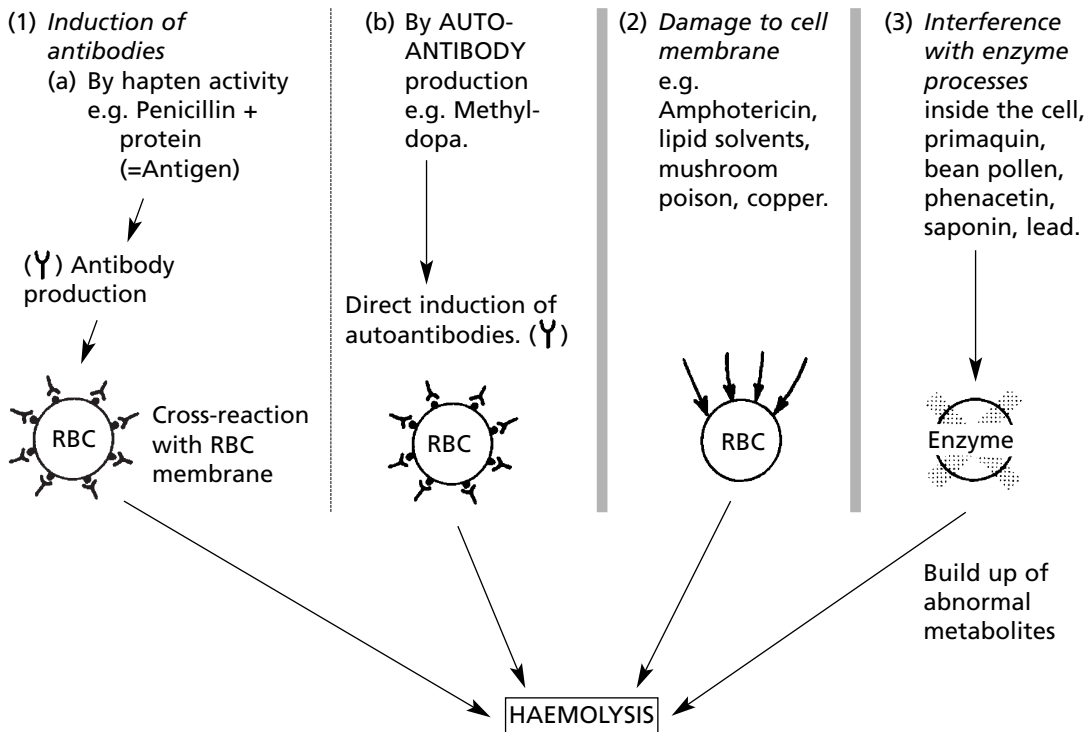 (1) Induction of
antibodies
(a) By hapten activity
e.g. Penicillin +
protein
(=Antigen)
(Y) Antibody
production
RBC
Cross-reaction
with RBC
membrane
(b) By AUTO-
ANTIBODY
production
e.g. Methyl-
dopa.
Direct induction of
autoantibodies. (Y)
RBC
(2) Damage to cell
membrane
e.g.
Amphotericin,
lipid solvents,
mushroom
poison, copper.
RBC
(3) Interference
with enzyme
processes
inside the cell,
primaquin,
bean pollen,
phenacetin,
saponin, lead.
Enzyme
Build up of
abnormal
metabolites
HAEMOLYSIS